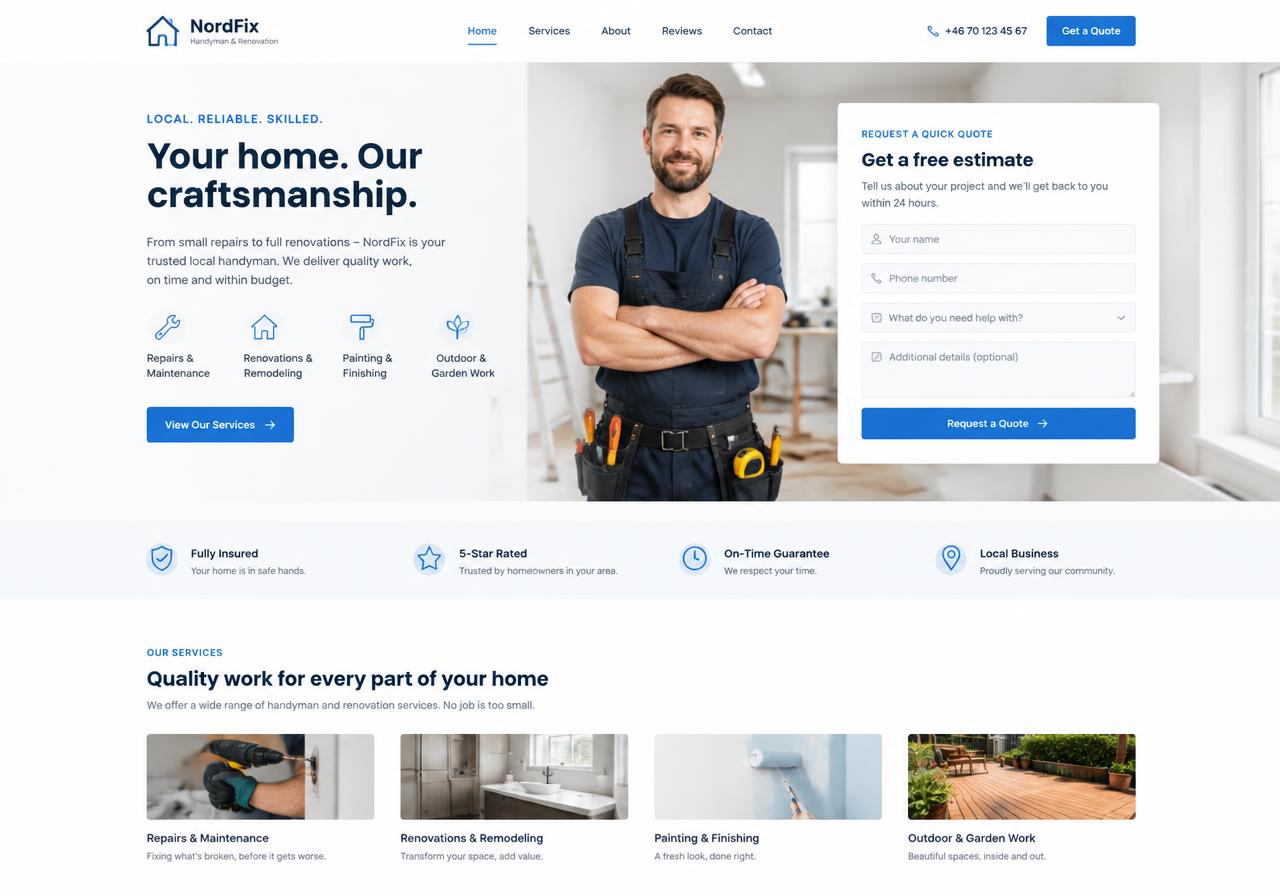 NordFix
Handyman & Renovation
Home
Services
About
Reviews
Contact
+46 70 123 45 67
Get a Quote
LOCAL. RELIABLE. SKILLED.
Your home. Our
craftsmanship.
From small repairs to full renovations – NordFix is your
trusted local handyman. We deliver quality work,
on time and within budget.
Repairs &
Maintenance
Renovations &
Remodeling
Painting &
Finishing
Outdoor &
Garden Work
View Our Services
REQUEST A QUICK QUOTE
Get a free estimate
Tell us about your project and we'll get back to you
within 24 hours.
Your name
Phone number
What do you need help with?
Additional details (optional)
Request a Quote
Fully Insured
Your home is in safe hands.
5-Star Rated
Trusted by homeowners in your area.
On-Time Guarantee
We respect your time.
Local Business
Proudly serving our community.
OUR SERVICES
Quality work for every part of your home
We offer a wide range of handyman and renovation services. No job is too small.
Repairs & Maintenance
Fixing what's broken, before it gets worse.
Renovations & Remodeling
Transform your space, add value.
Painting & Finishing
A fresh look, done right.
Outdoor & Garden Work
Beautiful spaces, inside and out.